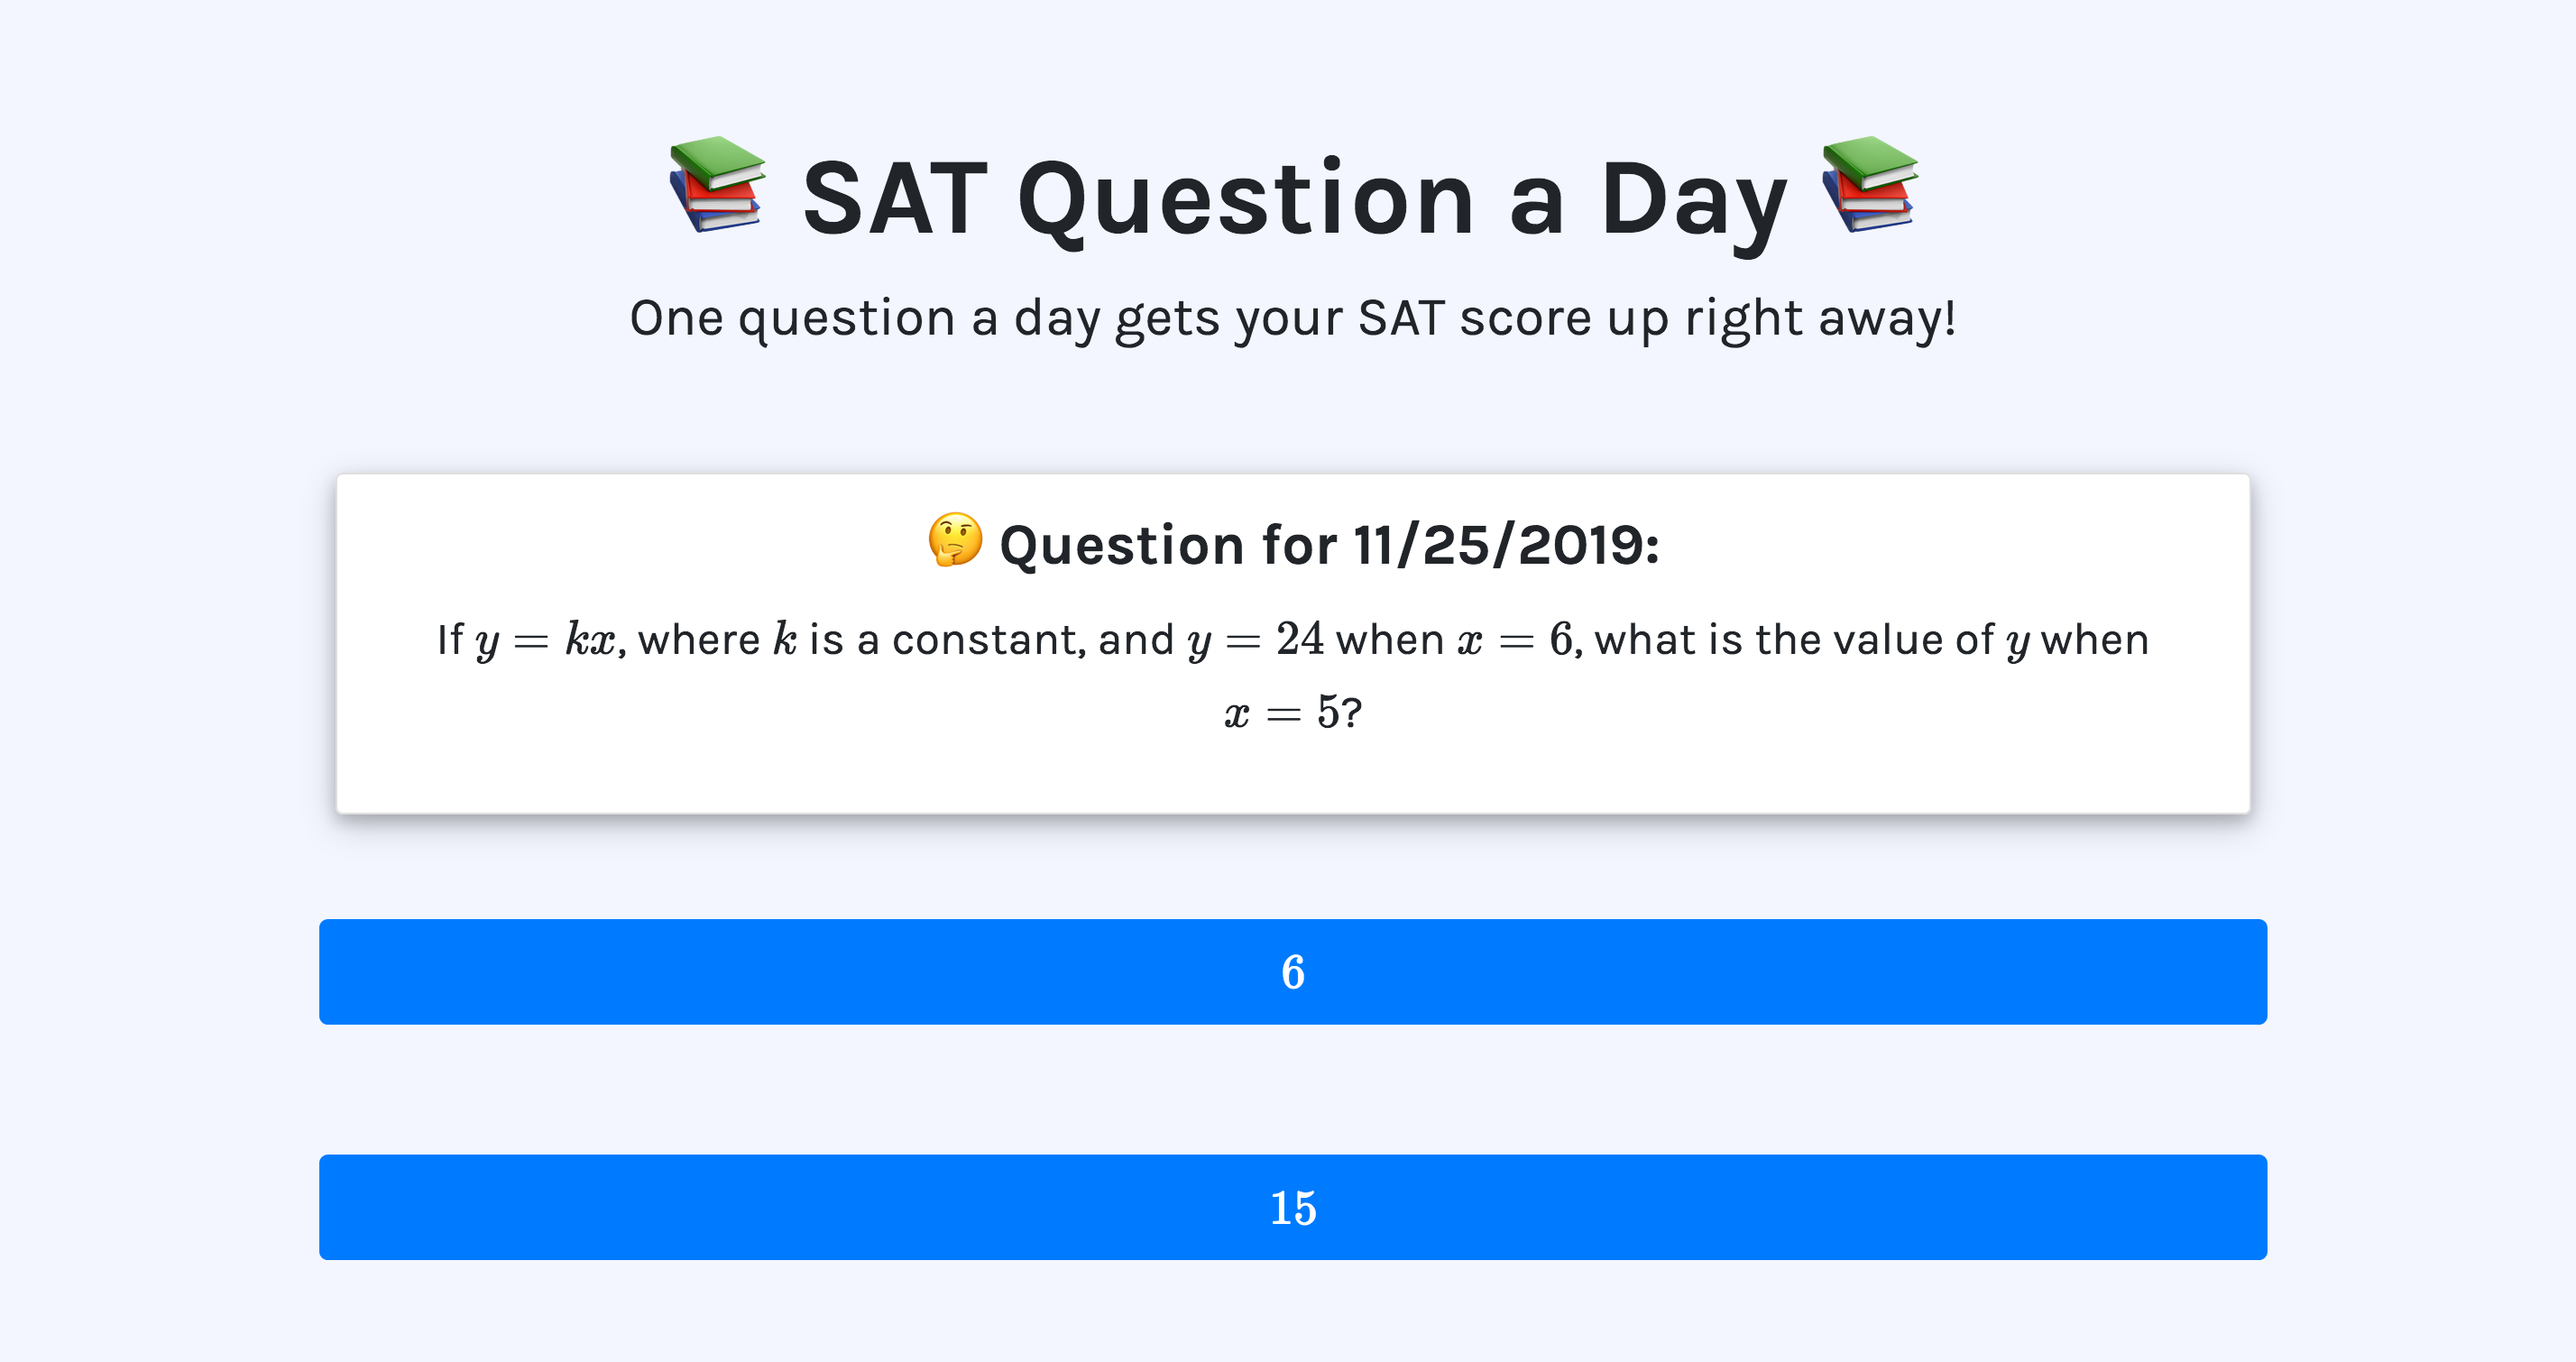 📚 SAT Question a Day 📚
One question a day gets your SAT score up right away!
🤔 Question for 11/25/2019:
If y = kx, where k is a constant, and y = 24 when x = 6, what is the value of y when
x = 5?
6
15